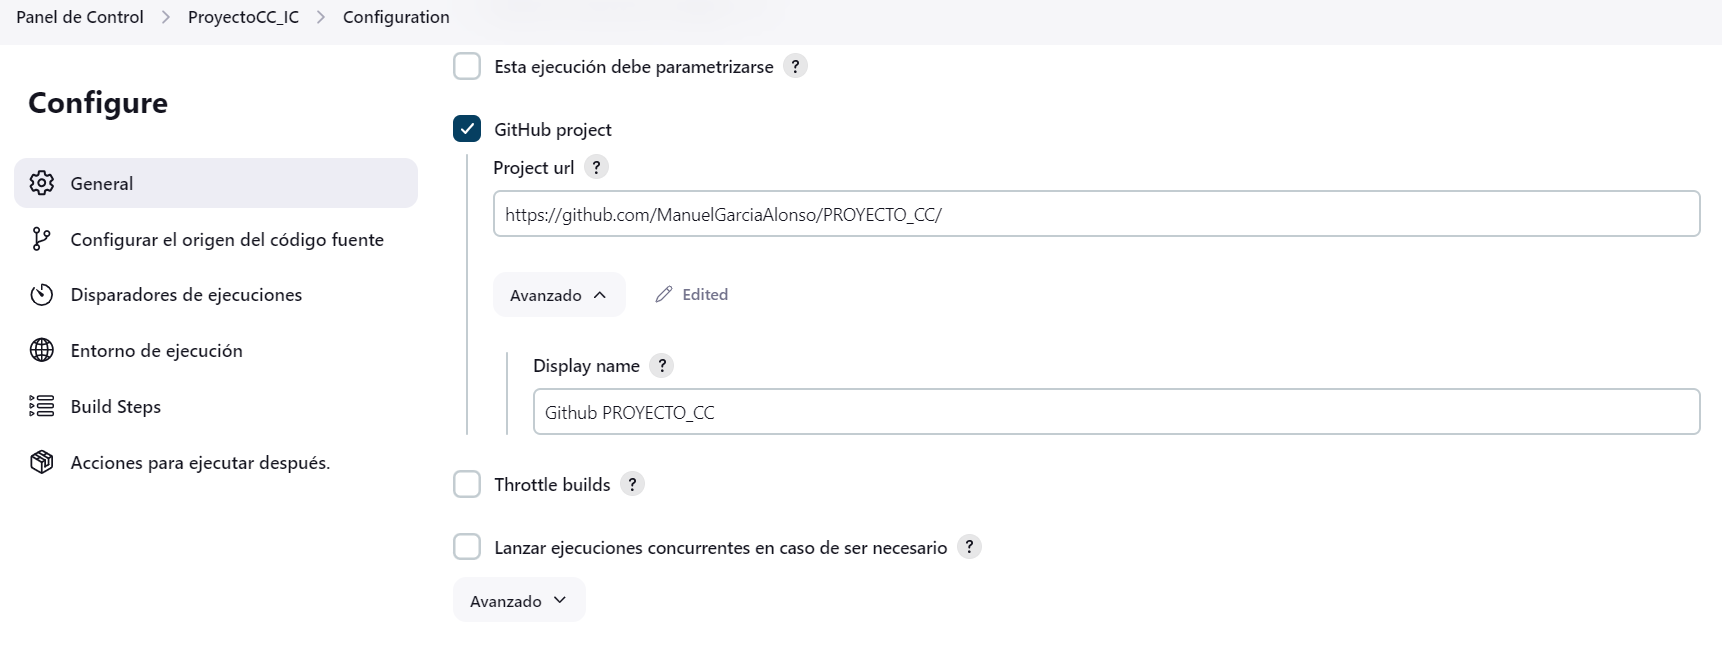 Panel de Control > ProyectoCC_IC > Configuration
Configure
General
Configurar el origen del código fuente
Disparadores de ejecuciones
Entorno de ejecución
Build Steps
Acciones para ejecutar después.
Esta ejecución debe parametrizarse ?
GitHub project
Project url ?
https://github.com/ManuelGarciaAlonso/PROYECTO_CC/
Avanzado
Edited
Display name ?
Github PROYECTO_CC
Throttle builds ?
Lanzar ejecuciones concurrentes en caso de ser necesario ?
Avanzado